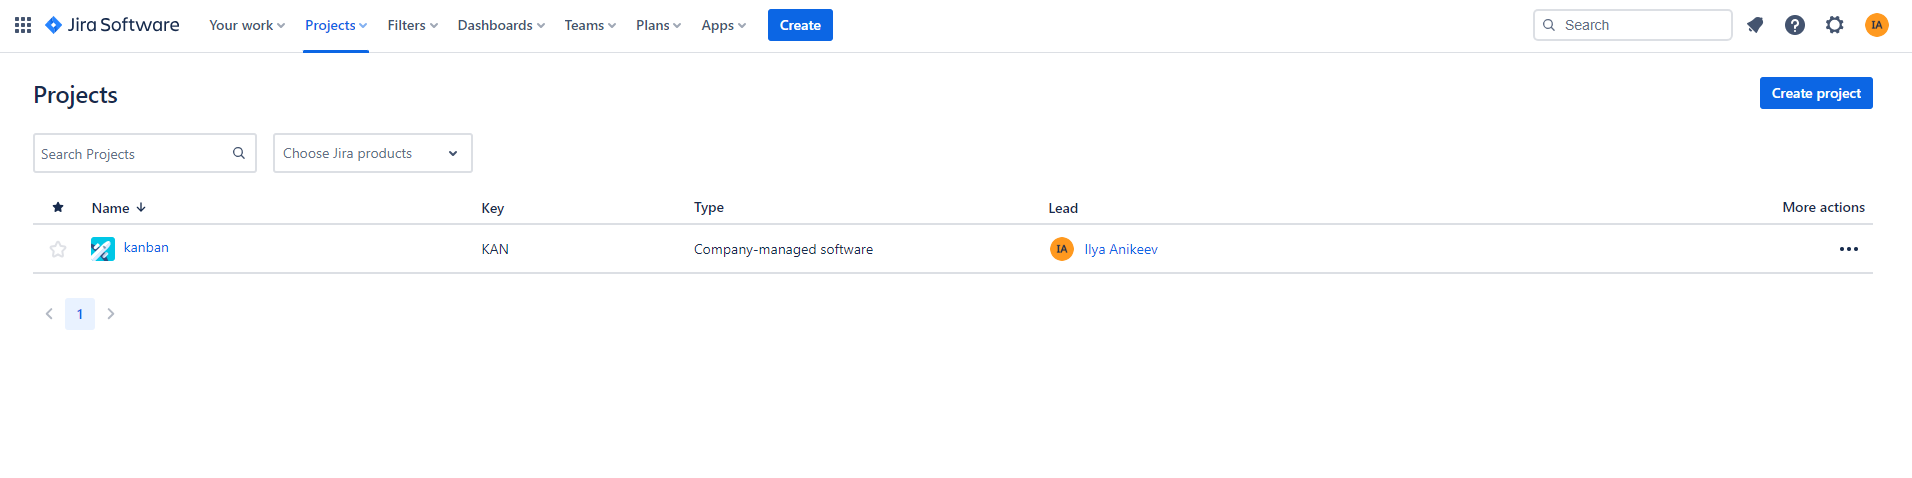 Jira Software Your work Projects Filters Dashboards Teams Plans Apps Create Search IA
Projects Create project
Search Projects Choose Jira products
Name Key Type Lead More actions
kanban KAN Company-managed software IA Ilya Anikeev
1